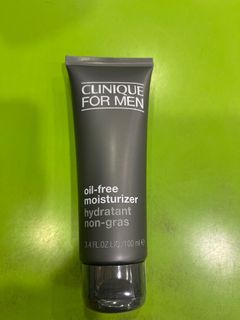 CLINIQUE
FOR MEN
oil-free
moisturizer
hydratant
non-gras
3.4 FL.OZ.LIQ./100 ml ℮